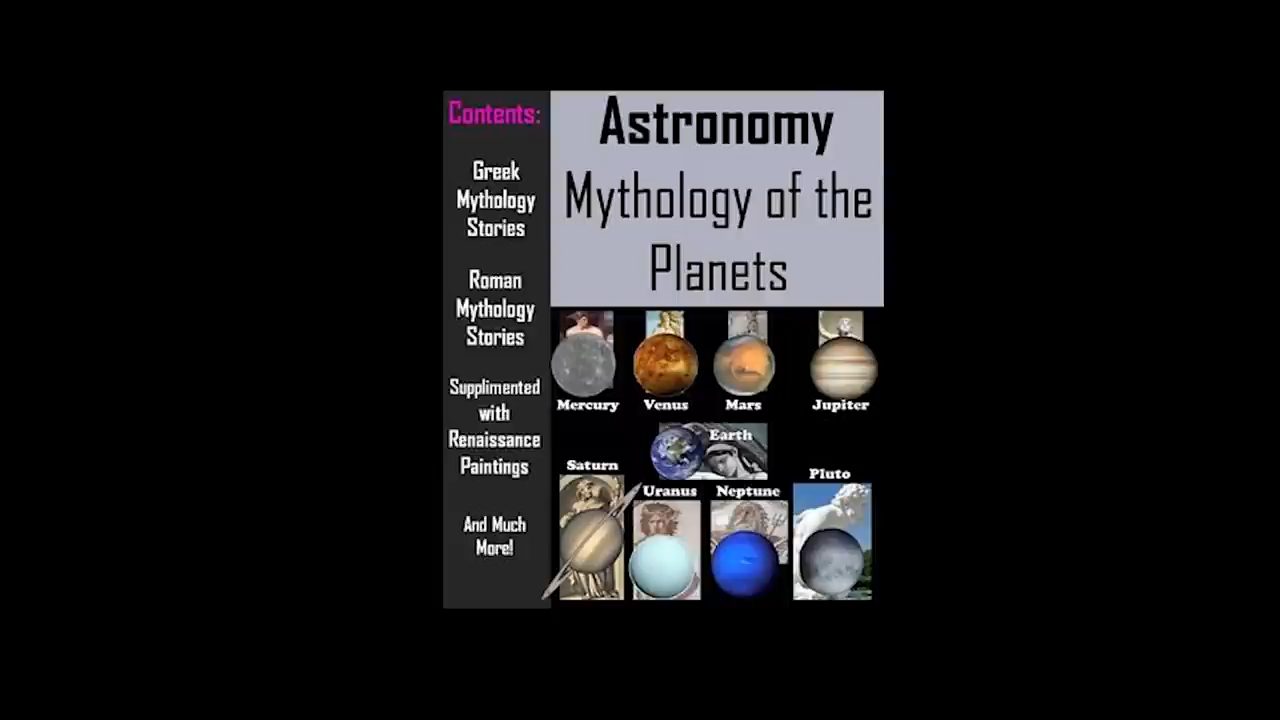 Contents:
Greek
Mythology
Stories
Roman
Mythology
Stories
Supplimented
with
Renaissance
Paintings
And Much
More!
Astronomy
Mythology of the
Planets
Mercury
Venus
Mars
Jupiter
Earth
Saturn
Uranus
Neptune
Pluto